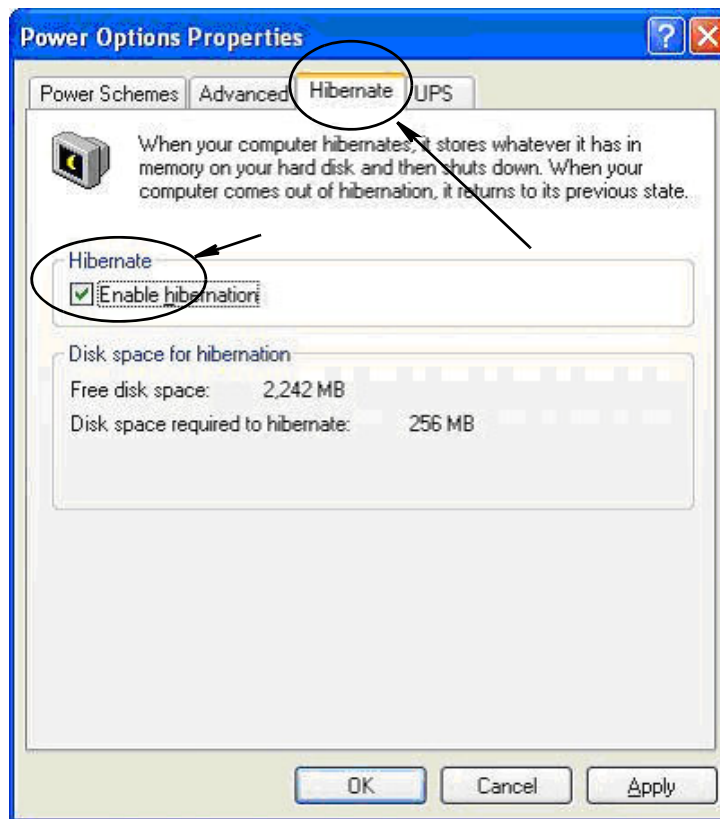 Power Options Properties
Power Schemes Advanced Hibernate UPS
When your computer hibernates, it stores whatever it has in
memory on your hard disk and then shuts down. When your
computer comes out of hibernation, it returns to its previous state.
Hibernate
Enable hibernation
Disk space for hibernation
Free disk space: 2,242 MB
Disk space required to hibernate: 256 MB
OK Cancel Apply